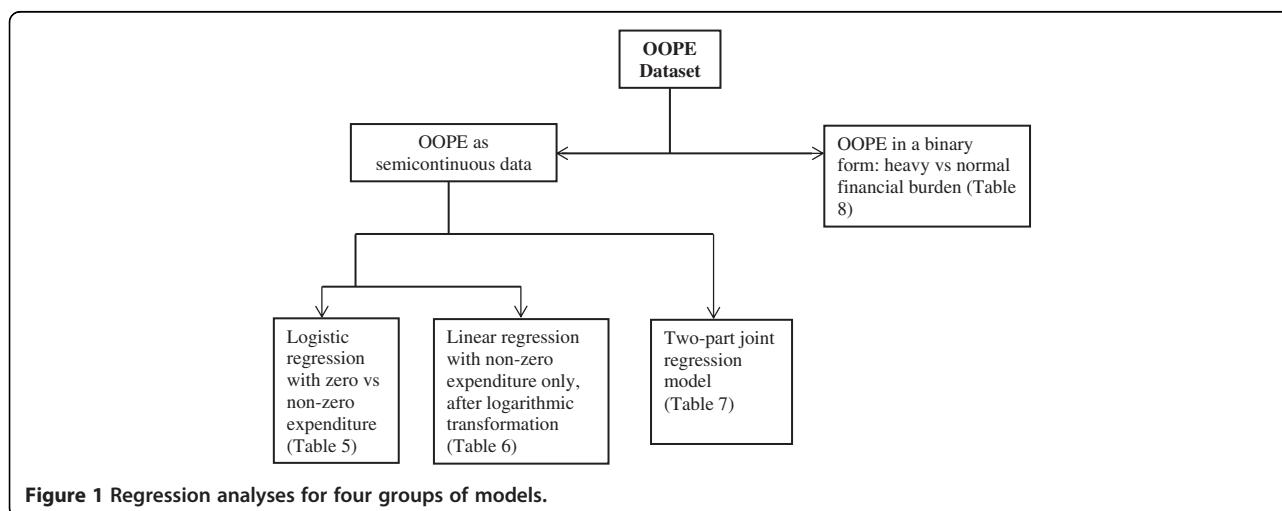 OOPE
Dataset
OOPE as
semicontinuous data
OOPE in a binary
form: heavy vs normal
financial burden (Table
8)
Logistic
regression
with zero vs
non-zero
expenditure
(Table 5)
Linear regression
with non-zero
expenditure only,
after logarithmic
transformation
(Table 6)
Two-part joint
regression
model
(Table 7)
Figure 1 Regression analyses for four groups of models.